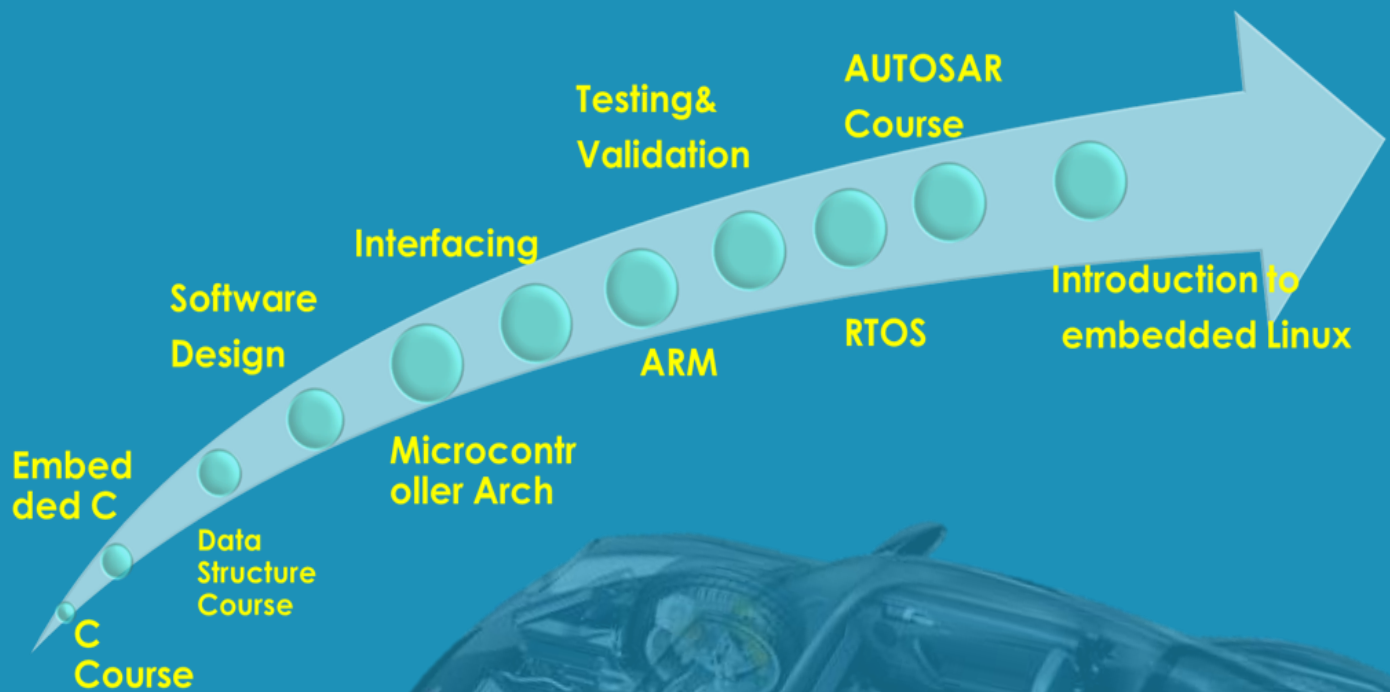 C
Course
Embed
ded C
Data
Structure
Course
Software
Design
Microcontr
oller Arch
Interfacing
ARM
Testing&
Validation
RTOS
AUTOSAR
Course
Introduction to
embedded Linux